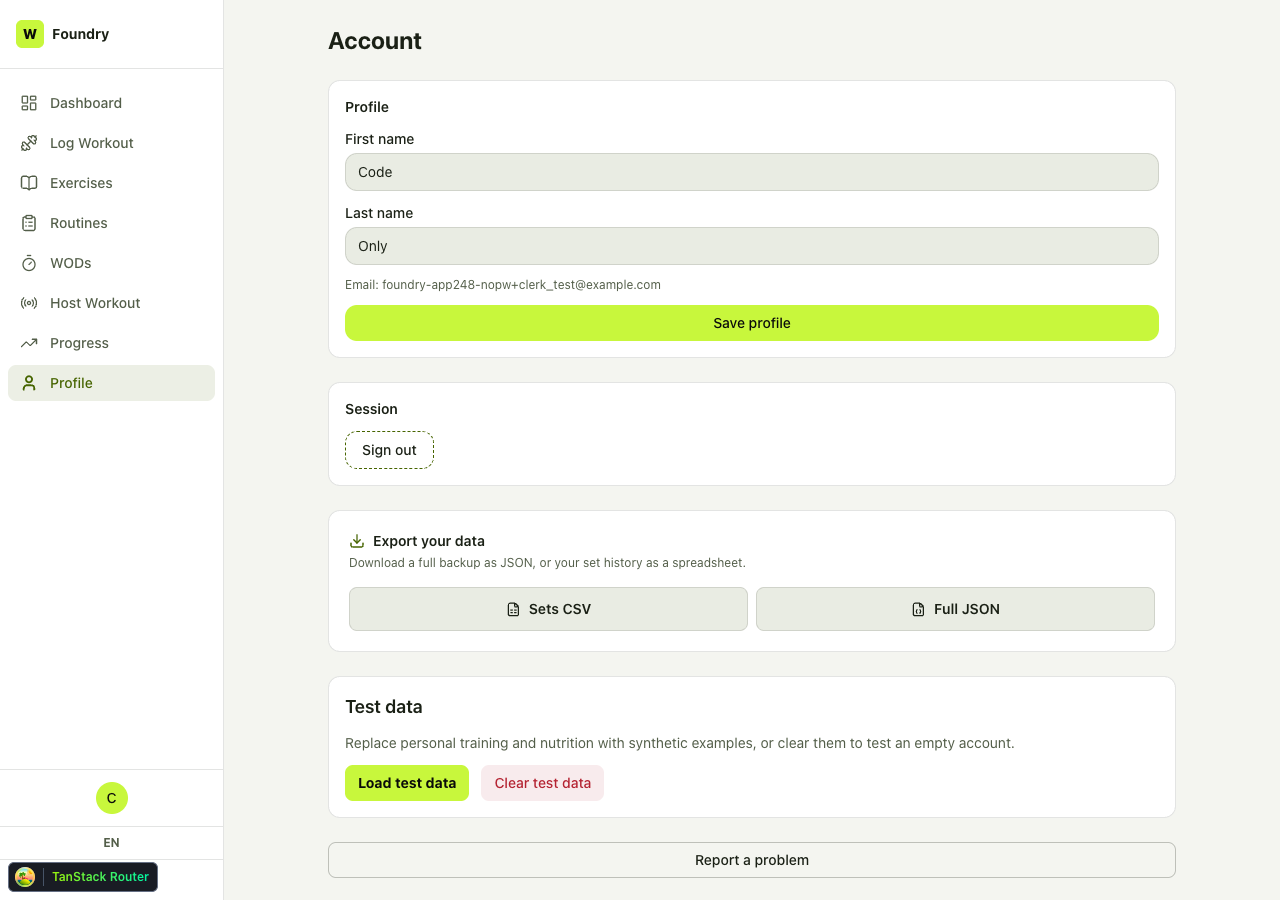 W Foundry
Dashboard
Log Workout
Exercises
Routines
WODs
Host Workout
Progress
Profile
C
EN
TanStack Router
Account
Profile
First name
Code
Last name
Only
Email: foundry-app248-nopw+clerk_test@example.com
Save profile
Session
Sign out
Export your data
Download a full backup as JSON, or your set history as a spreadsheet.
Sets CSV
Full JSON
Test data
Replace personal training and nutrition with synthetic examples, or clear them to test an empty account.
Load test data
Clear test data
Report a problem